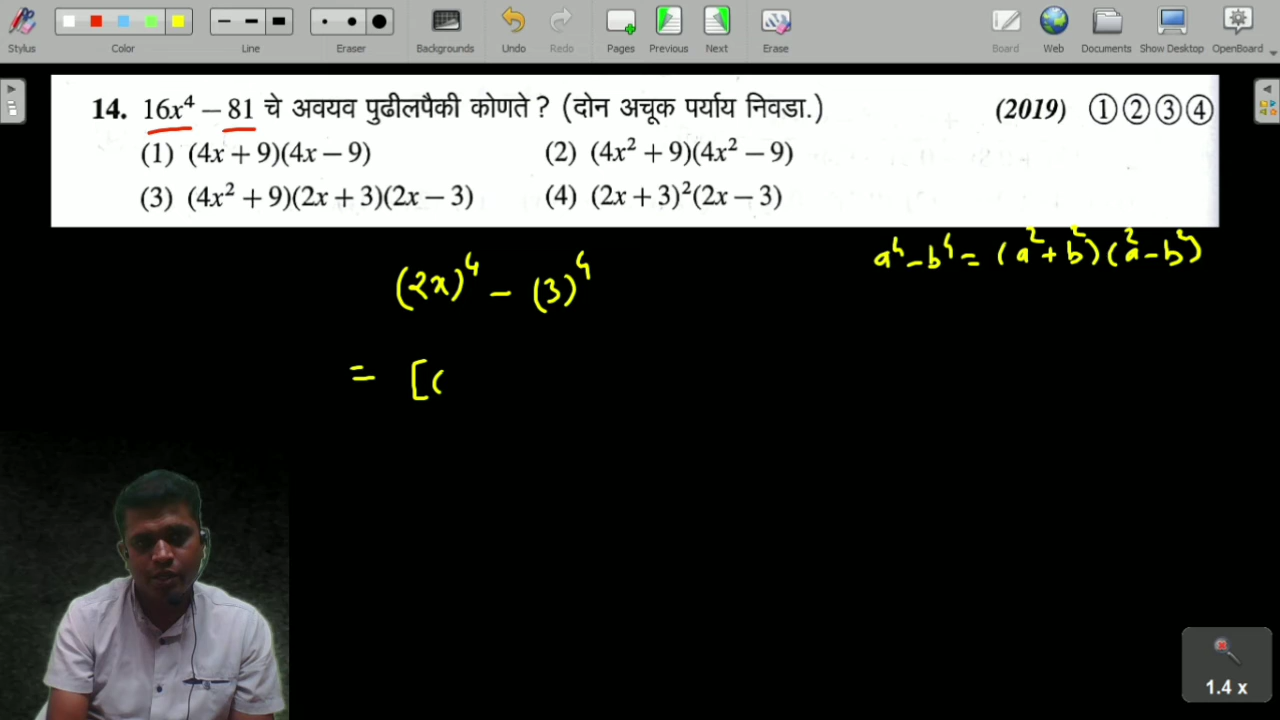 Stylus Color Line Eraser Backgrounds Undo Redo Pages Previous Next Erase Board Web Documents Show Desktop OpenBoard
14. 16x⁴ – 81 चे अवयव पुढीलपैकी कोणते ? (दोन अचूक पर्याय निवडा.) (2019) ① ② ③ ④
(1) (4x + 9)(4x – 9) (2) (4x² + 9)(4x² – 9)
(3) (4x² + 9)(2x + 3)(2x – 3) (4) (2x + 3)²(2x – 3)
a⁴ – b⁴ = (a² + b²)(a² – b²)
(2x)⁴ – (3)⁴
= [(
1.4 x